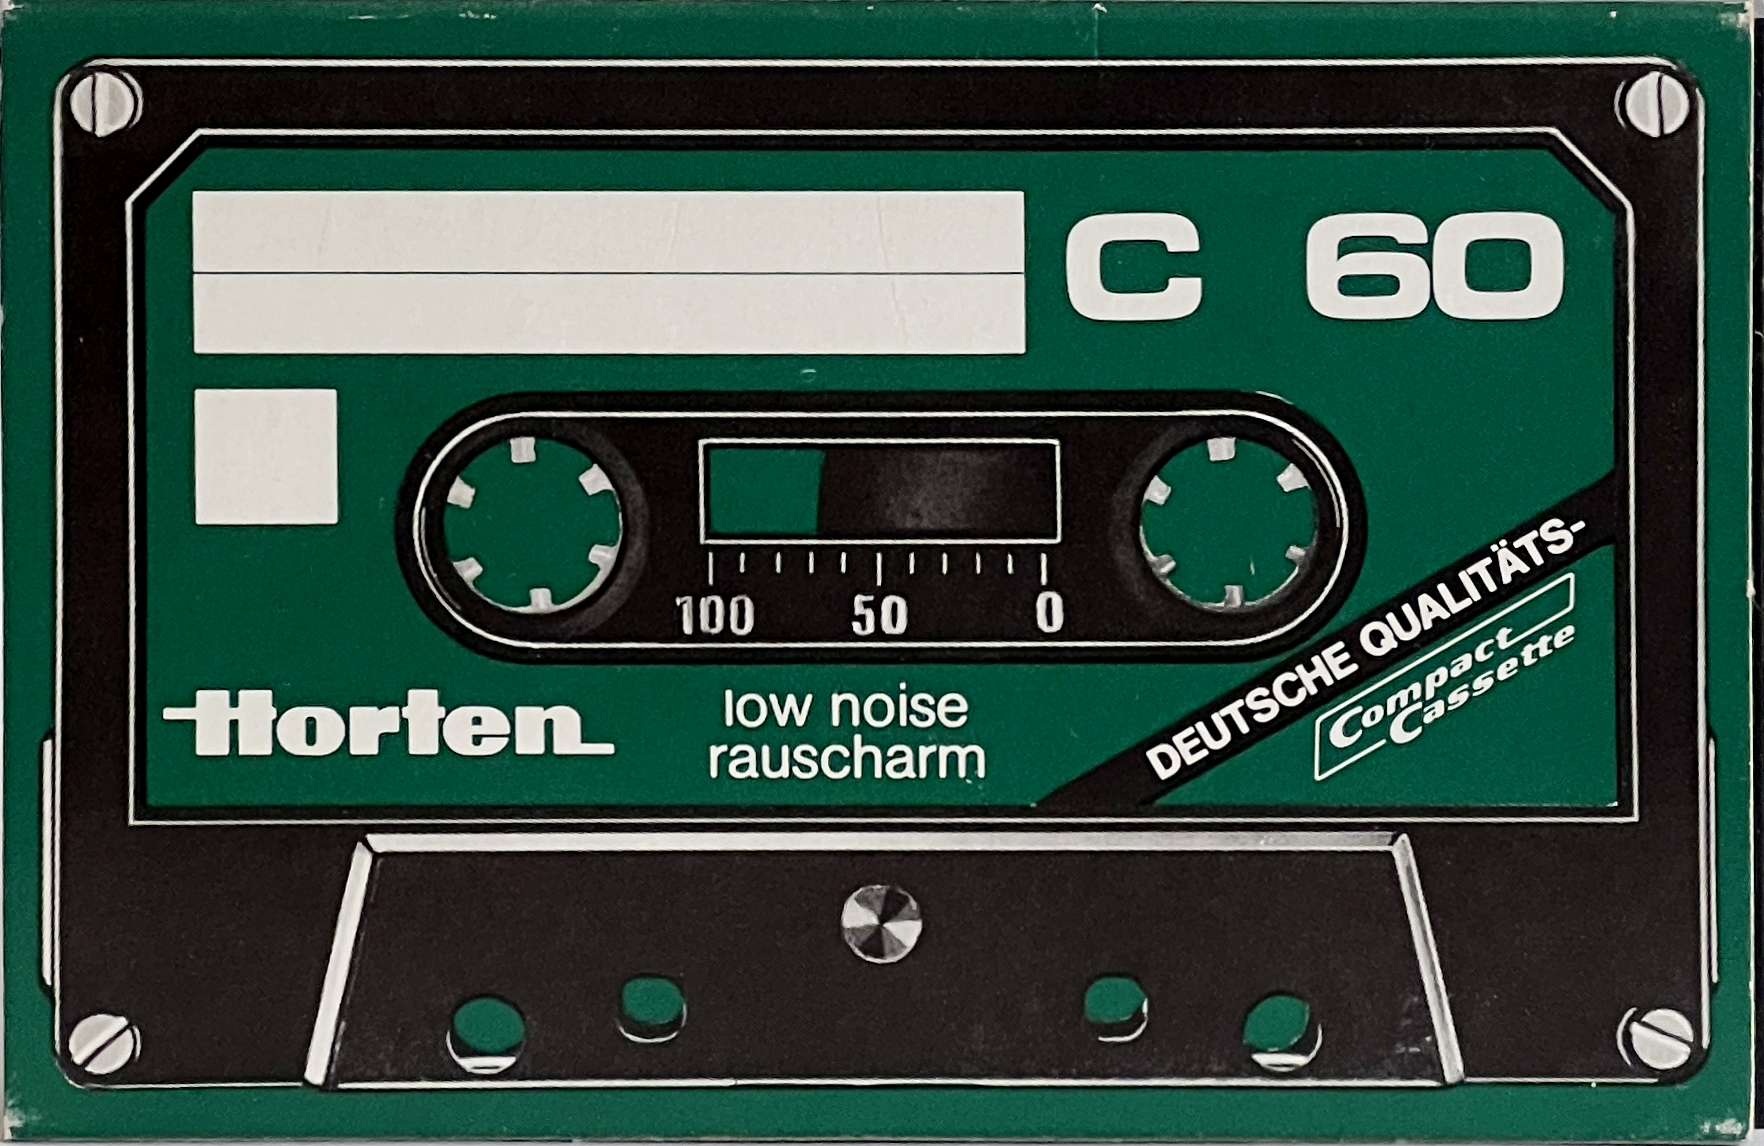 C 60
100 50 0
Horten
low noise
rauscharm
DEUTSCHE QUALITÄTS-
Compact
Cassette